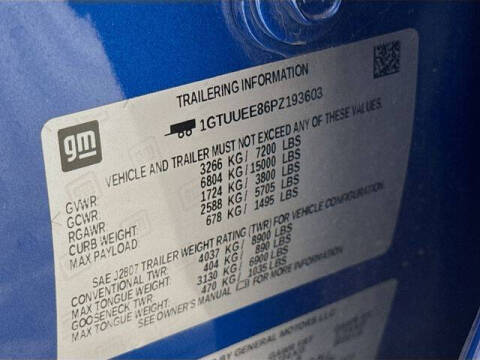 TRAILERING INFORMATION
1GTUUEE86PZ193603
gm
VEHICLE AND TRAILER MUST NOT EXCEED ANY OF THESE VALUES
GVWR: 3266 KG/ 7200 LBS
GCWR: 6804 KG/15000 LBS
RGAWR: 1724 KG/ 3800 LBS
CURB WEIGHT: 2588 KG/ 5705 LBS
MAX PAYLOAD: 678 KG/ 1495 LBS
SAE J2807 TRAILER WEIGHT RATING (TWR) FOR VEHICLE CONFIGURATION.
CONVENTIONAL TWR: 4037 KG/ 8900 LBS
MAX TONGUE WEIGHT: 404 KG/ 890 LBS
GOOSENECK TWR: 3130 KG/ 6900 LBS
MAX TONGUE WEIGHT: 470 KG/ 1035 LBS
SEE OWNER'S MANUAL FOR MORE INFORMATION
BY GENERAL MOTORS LLC